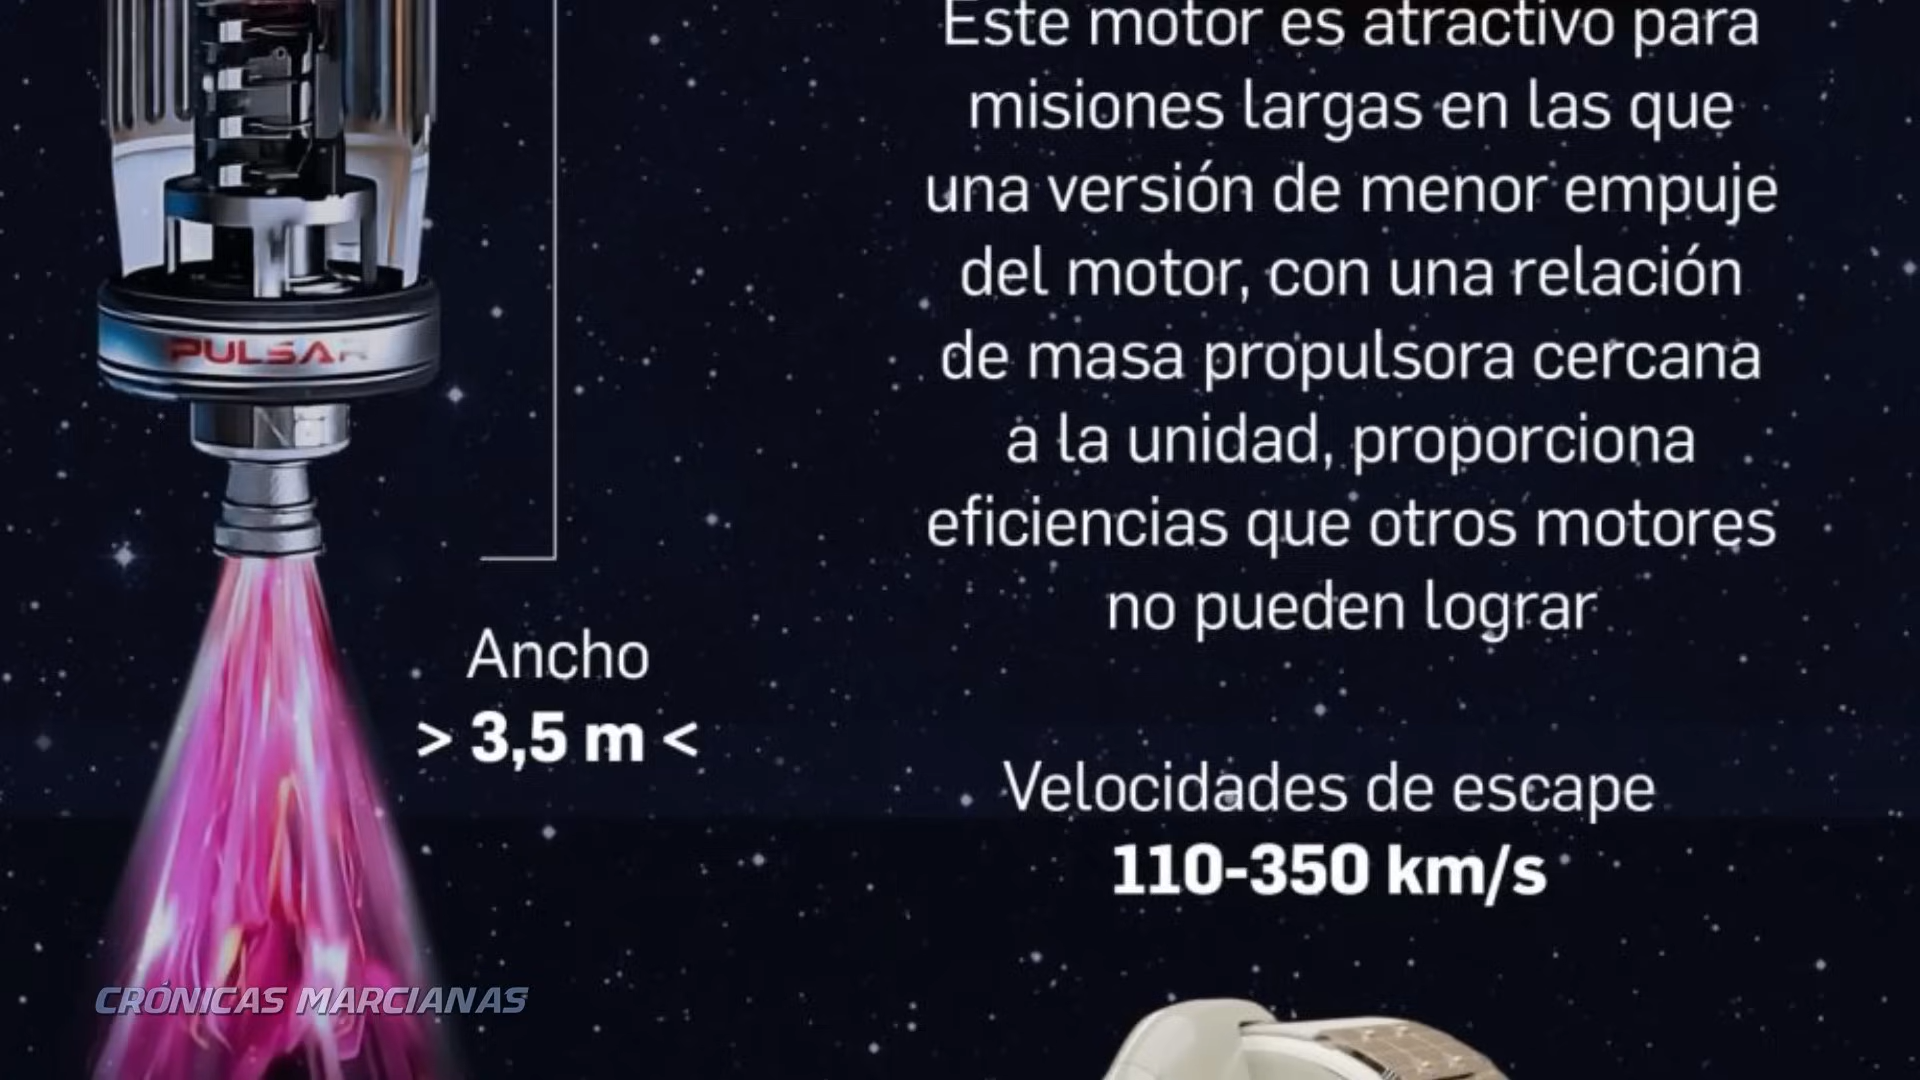 Este motor es atractivo para
misiones largas en las que
una versión de menor empuje
del motor, con una relación
de masa propulsora cercana
a la unidad, proporciona
eficiencias que otros motores
no pueden lograr
PULSAR
Ancho
> 3,5 m <
Velocidades de escape
110-350 km/s
CRÓNICAS MARCIANAS